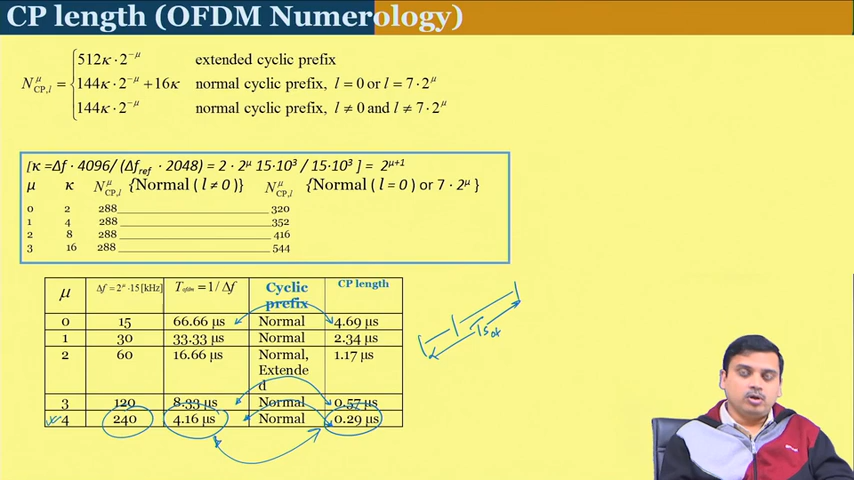 CP length (OFDM Numerology)
512κ·2^−μ extended cyclic prefix
N^μ_CP,l = { 144κ·2^−μ +16κ normal cyclic prefix, l = 0 or l = 7·2^μ
144κ·2^−μ normal cyclic prefix, l ≠ 0 and l ≠ 7·2^μ
[κ =Δf · 4096/ (Δf_ref · 2048) = 2 · 2^μ 15·10^3 / 15·10^3 ] = 2^μ+1
μ κ N^μ_CP,l {Normal ( l ≠ 0 )} N^μ_CP,l {Normal ( l = 0 ) or 7 · 2^μ }
0 2 288 320
1 4 288 352
2 8 288 416
3 16 288 544
μ Δf = 2^μ·15 [kHz] T_ofdm = 1/Δf Cyclic prefix CP length
0 15 66.66 μs Normal 4.69 μs
1 30 33.33 μs Normal 2.34 μs
2 60 16.66 μs Normal, 1.17 μs
Extende
d
3 120 8.33 μs Normal 0.57 μs
4 240 4.16 μs Normal 0.29 μs